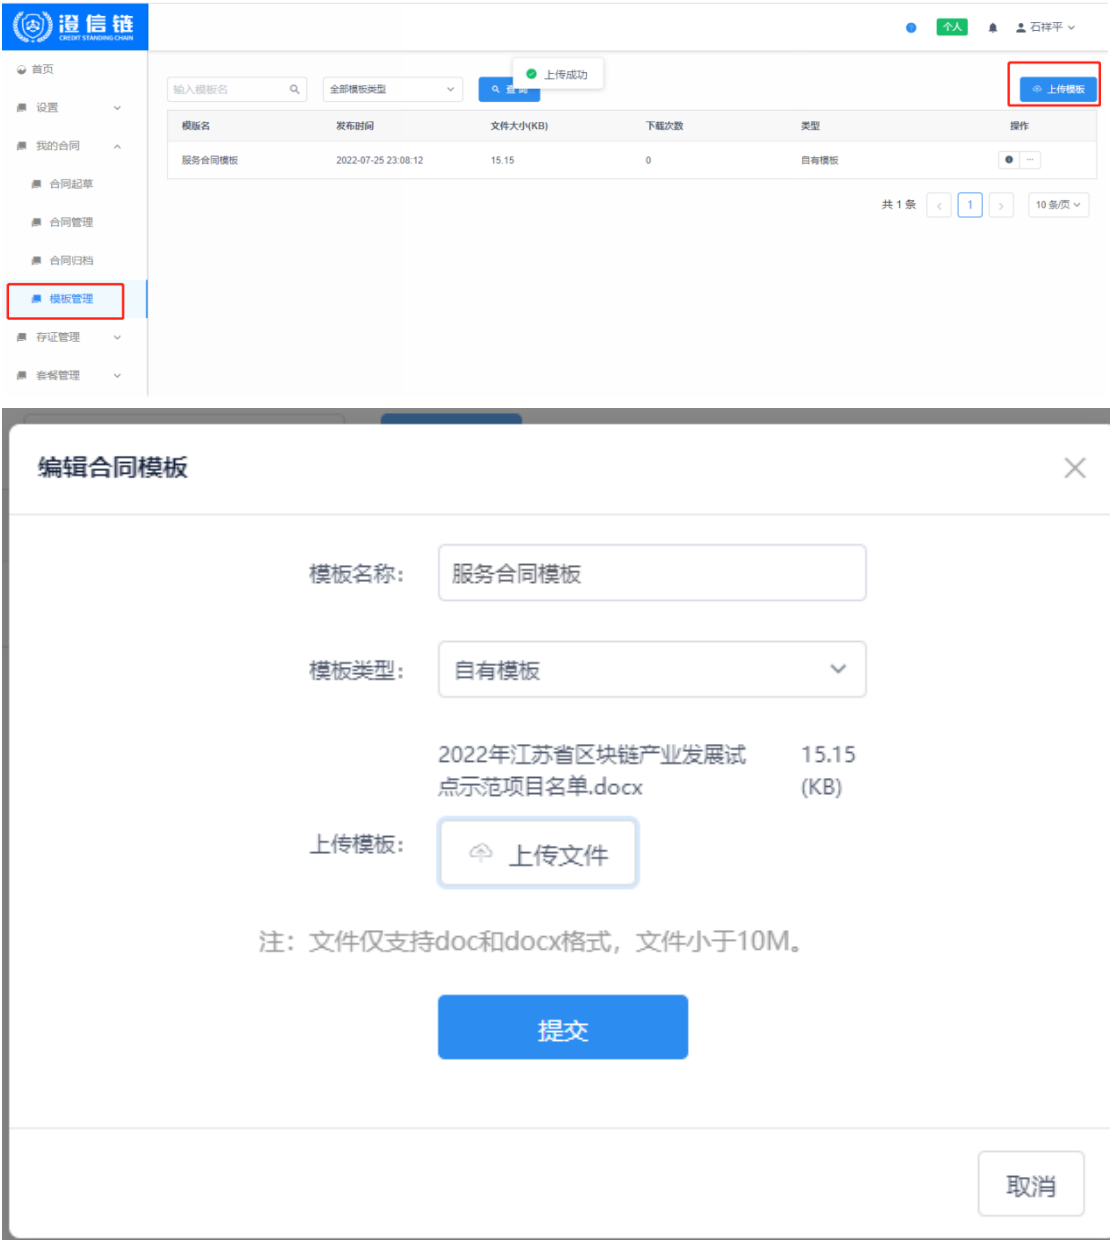 澄信链
CREDIT STANDING CHAIN
个人
石祥平
首页
设置
我的合同
合同起草
合同管理
合同归档
模板管理
存证管理
套餐管理
输入模板名
全部模板类型
查询
上传成功
上传模板
模版名 发布时间 文件大小(KB) 下载次数 类型 操作
服务合同模板 2022-07-25 23:08:12 15.15 0 自有模板
共 1 条 1 10 条/页
编辑合同模板
模板名称: 服务合同模板
模板类型: 自有模板
2022年江苏省区块链产业发展试 15.15
点示范项目名单.docx (KB)
上传模板: 上传文件
注：文件仅支持doc和docx格式，文件小于10M。
提交
取消